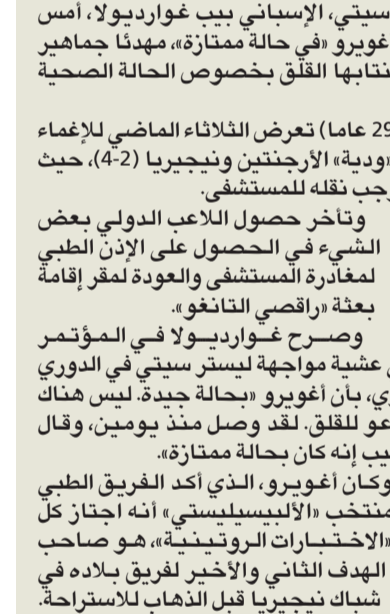 سيتي، الإسباني بيب غوارديولا، أمس
غويرو «في حالة ممتازة»، مهدئا جماهير
القلق بخصوص الحالة الصحية
29 عاما) تعرض الثلاثاء الماضي للإغماء
«ودية» الأرجنتين ونيجيريا (2-4)، حيث
نقله للمستشفى.
وتأخر حصول اللاعب الدولي بعض
الشيء في الحصول على الإذن الطبي
لمغادرة المستشفى والعودة لمقر إقامة
بعثة «راقصي التانغو».
وصرح غوارديولا في المؤتمر
عشية مواجهة ليستر سيتي في الدوري
بأن أغويرو «بحالة جيدة. ليس هناك
للقلق. لقد وصل منذ يومين، وقال
إنه كان بحالة ممتازة».
وكان أغويرو، الذي أكد الفريق الطبي
«الألبيسيليستي» أنه اجتاز كل
«الاختبارات الروتينية»، هو صاحب
الهدف الثاني والأخير لفريق بلاده في
شباك نيجيريا قبل الذهاب للاستراحة.